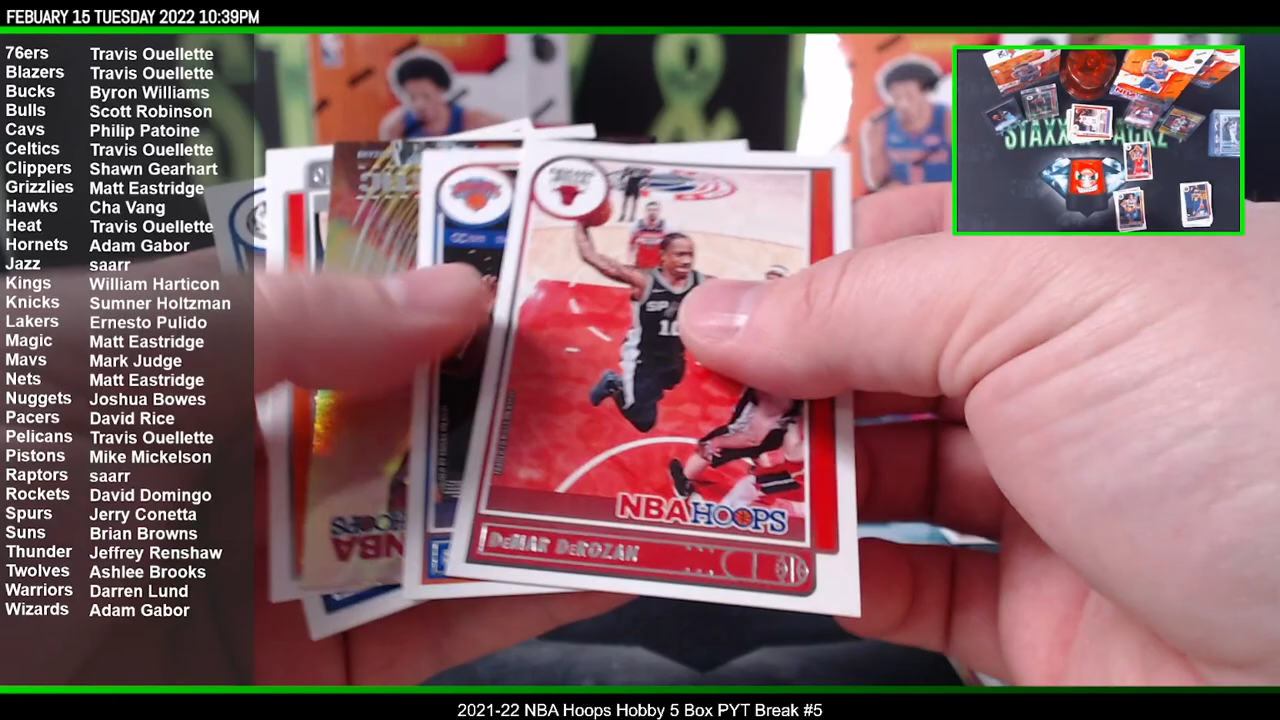 FEBUARY 15 TUESDAY 2022 10:39PM
76ers Travis Ouellette
Blazers Travis Ouellette
Bucks Byron Williams
Bulls Scott Robinson
Cavs Philip Patoine
Celtics Travis Ouellette
Clippers Shawn Gearhart
Grizzlies Matt Eastridge
Hawks Cha Vang
Heat Travis Ouellette
Hornets Adam Gabor
Jazz saarr
Kings William Harticon
Knicks Sumner Holtzman
Lakers Ernesto Pulido
Magic Matt Eastridge
Mavs Mark Judge
Nets Matt Eastridge
Nuggets Joshua Bowes
Pacers David Rice
Pelicans Travis Ouellette
Pistons Mike Mickelson
Raptors saarr
Rockets David Domingo
Spurs Jerry Conetta
Suns Brian Browns
Thunder Jeffrey Renshaw
Twolves Ashlee Brooks
Warriors Darren Lund
Wizards Adam Gabor
NBA HOOPS
DeMAR DeROZAN
NBA HOOPS
2021-22 NBA Hoops Hobby 5 Box PYT Break #5